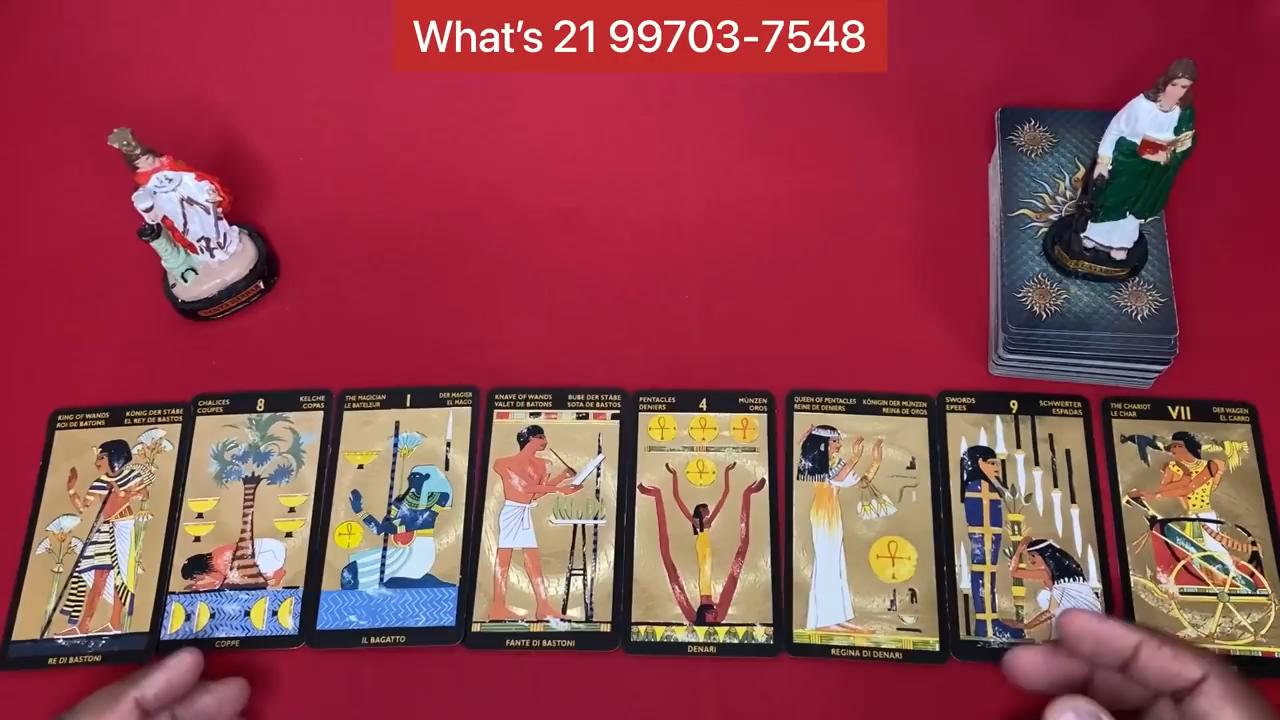 What's 21 99703-7548
KING OF WANDS
ROI DE BATONS
KÖNIG DER STÄBE
EL REY DE BASTOS
RE DI BASTONI
CHALICES
COUPES
8
KELCHE
COPAS
COPPE
THE MAGICIAN
LE BATELEUR
I
DER MAGIER
EL MAGO
IL BAGATTO
KNAVE OF WANDS
VALET DE BATONS
BUBE DER STÄBE
SOTA DE BASTOS
FANTE DI BASTONI
PENTACLES
DENIERS
4
MÜNZEN
OROS
DENARI
QUEEN OF PENTACLES
REINE DE DENIERS
KÖNIGIN DER MÜNZEN
REINA DE OROS
REGINA DI DENARI
SWORDS
EPEES
9
SCHWERTER
ESPADAS
THE CHARIOT
LE CHAR
VII
DER WAGEN
EL CARRO